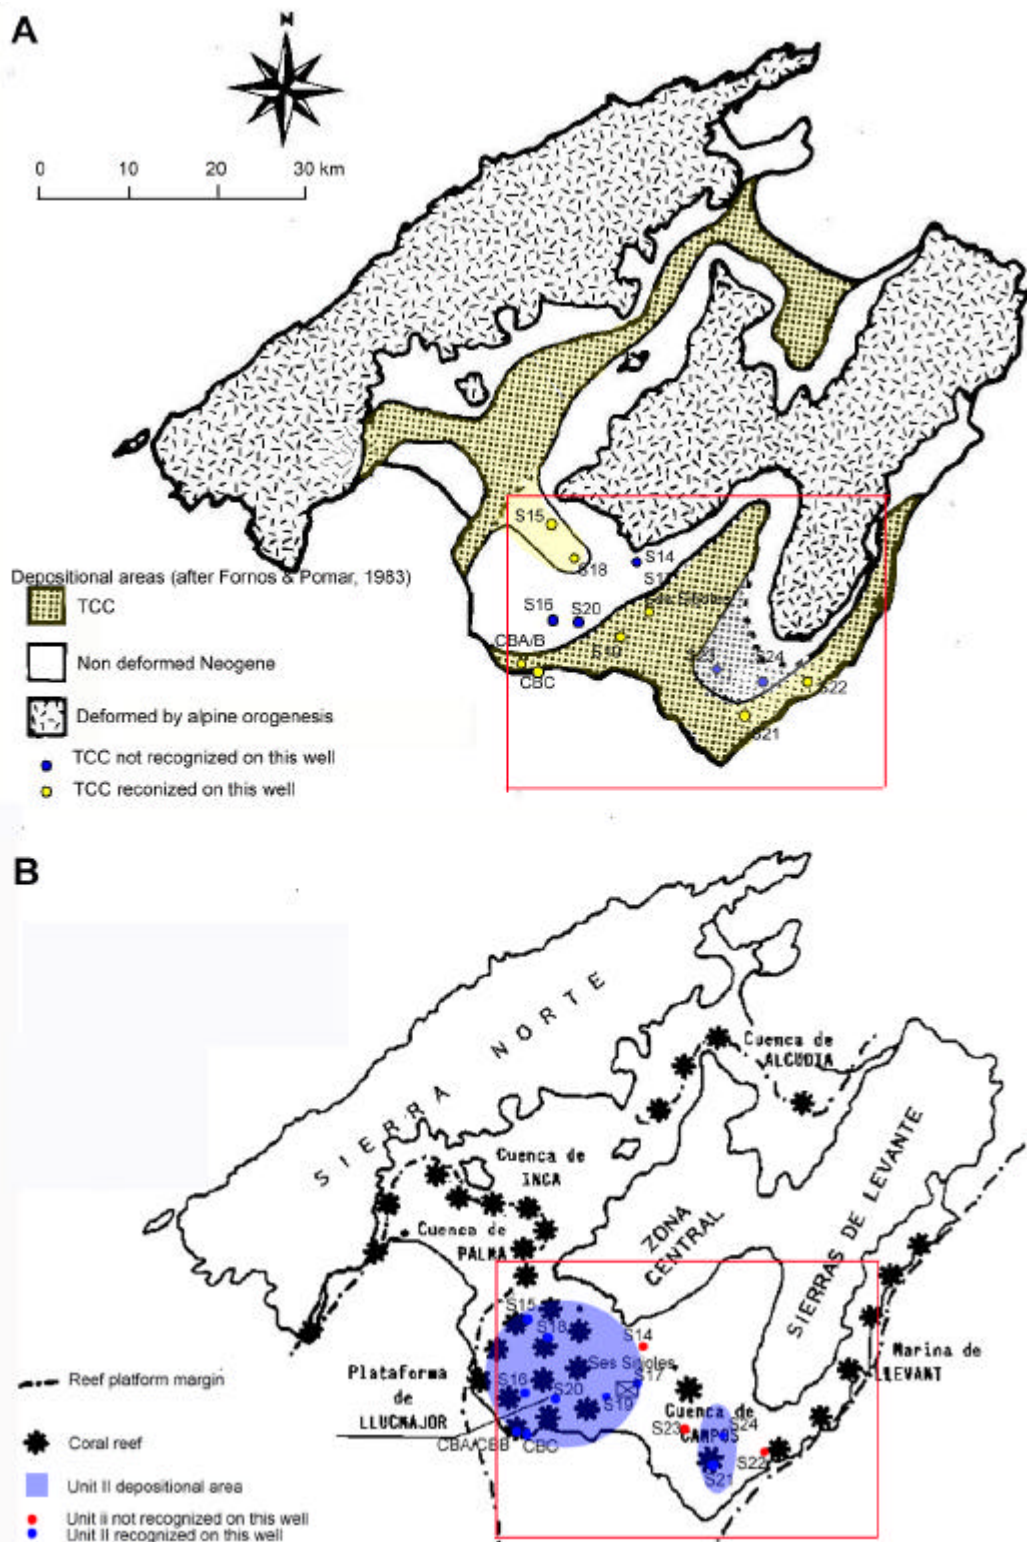 A
N
0 10 20 30 km
S15
S18
S14
S17
S16
S20
Ses Sitjoles
CBA/B
S19
CBC
S23
S24
S22
S21
Depositional areas (after Fornos & Pomar, 1983)
TCC
Non deformed Neogene
Deformed by alpine orogenesis
TCC not recognized on this well
TCC reconized on this well
B
SIERRA NORTE
Cuenca de
ALCUDIA
Cuenca de
INCA
Cuenca de
PALMA
ZONA
CENTRAL
SIERRAS DE LEVANTE
S15
S18
S14
Ses Sitjoles
S17
S16
S20
S19
Plataforma
de
LLUCMAJOR
CBA/CBB
CBC
Marina de
LLEVANT
Cuenca de
CAMPOS
S23
S24
S22
S21
Reef platform margin
Coral reef
Unit II depositional area
Unit ii not recognized on this well
Unit II recognized on this well